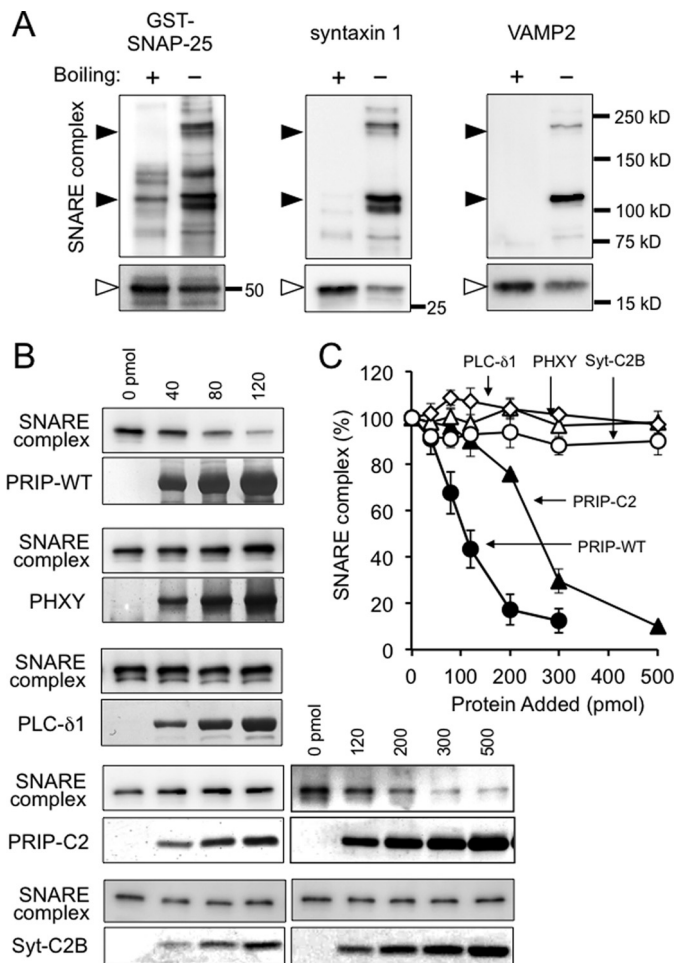 A
GST-
SNAP-25
syntaxin 1
VAMP2
Boiling: + − + − + −
SNARE complex
250 kD
150 kD
100 kD
75 kD
50
25
15 kD
B
0 pmol
40
80
120
SNARE
complex
PRIP-WT
SNARE
complex
PHXY
SNARE
complex
PLC-δ1
SNARE
complex
PRIP-C2
SNARE
complex
Syt-C2B
0 pmol
120
200
300
500
C
PLC-δ1 PHXY Syt-C2B
PRIP-C2
PRIP-WT
SNARE complex (%)
120
100
80
60
40
20
0
0 100 200 300 400 500
Protein Added (pmol)